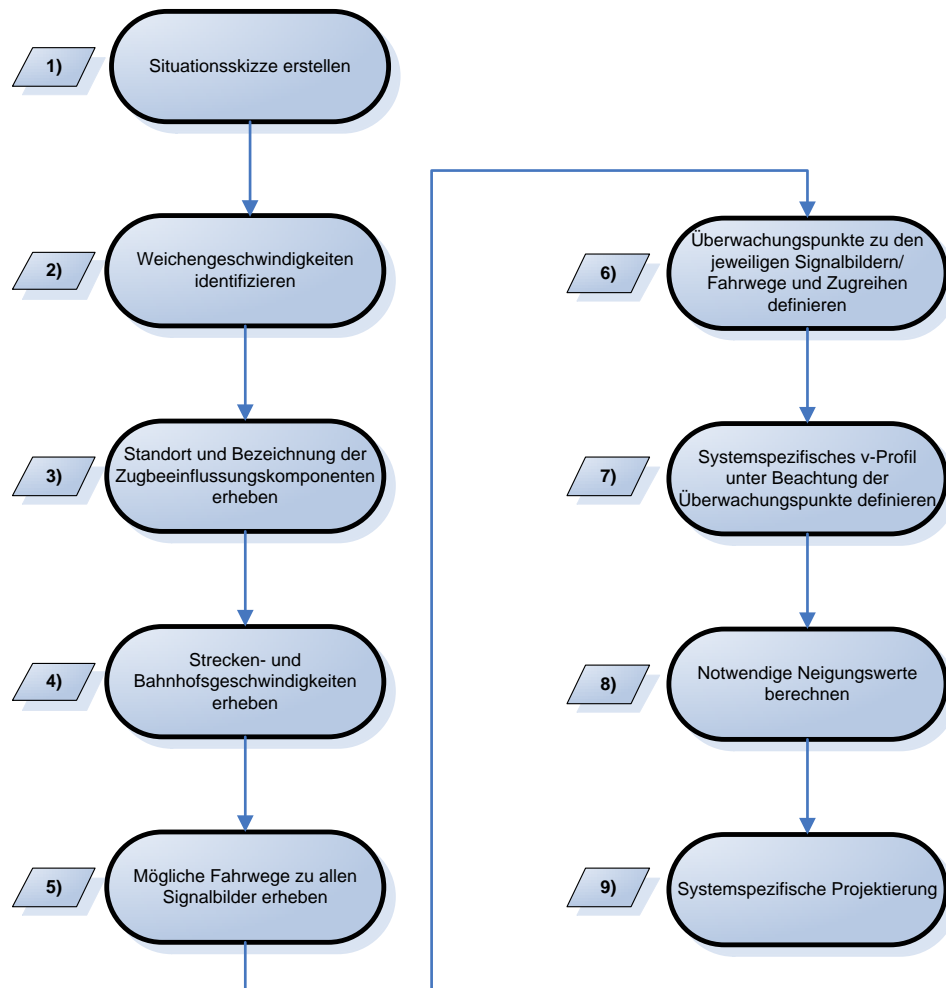 1)
Situationsskizze erstellen
2)
Weichengeschwindigkeiten
identifizieren
3)
Standort und Bezeichnung der
Zugbeeinflussungskomponenten
erheben
4)
Strecken- und
Bahnhofsgeschwindigkeiten
erheben
5)
Mögliche Fahrwege zu allen
Signalbilder erheben
6)
Überwachungspunkte zu den
jeweiligen Signalbildern/
Fahrwege und Zugreihen
definieren
7)
Systemspezifisches v-Profil
unter Beachtung der
Überwachungspunkte definieren
8)
Notwendige Neigungswerte
berechnen
9)
Systemspezifische Projektierung